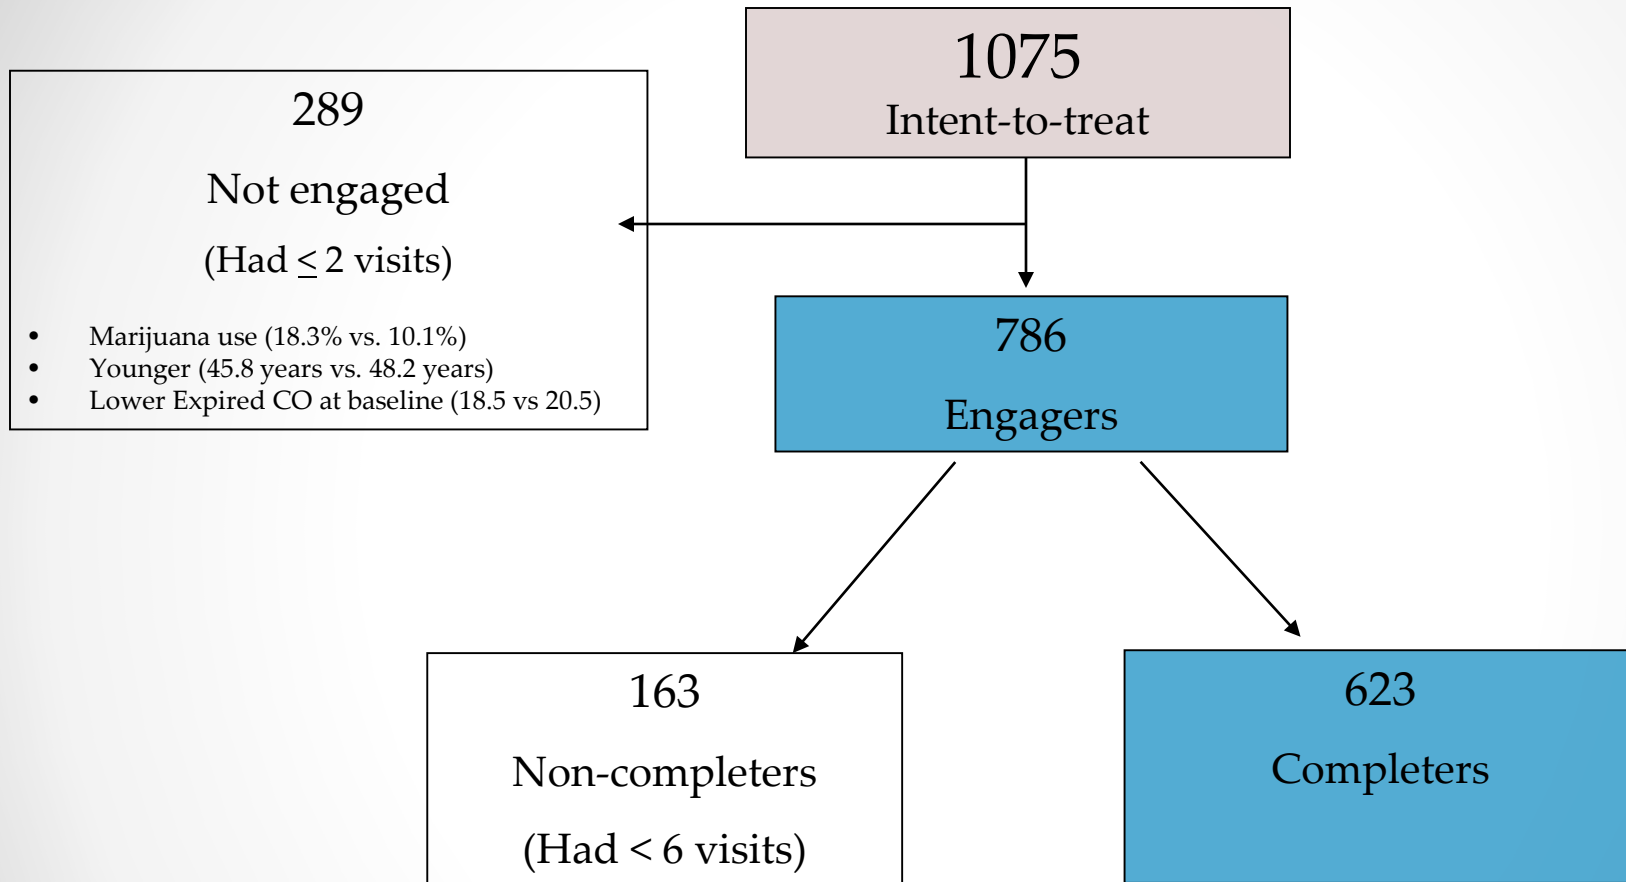 1075
Intent-to-treat
289
Not engaged
(Had ≤ 2 visits)
• Marijuana use (18.3% vs. 10.1%)
• Younger (45.8 years vs. 48.2 years)
• Lower Expired CO at baseline (18.5 vs 20.5)
786
Engagers
163
Non-completers
(Had < 6 visits)
623
Completers